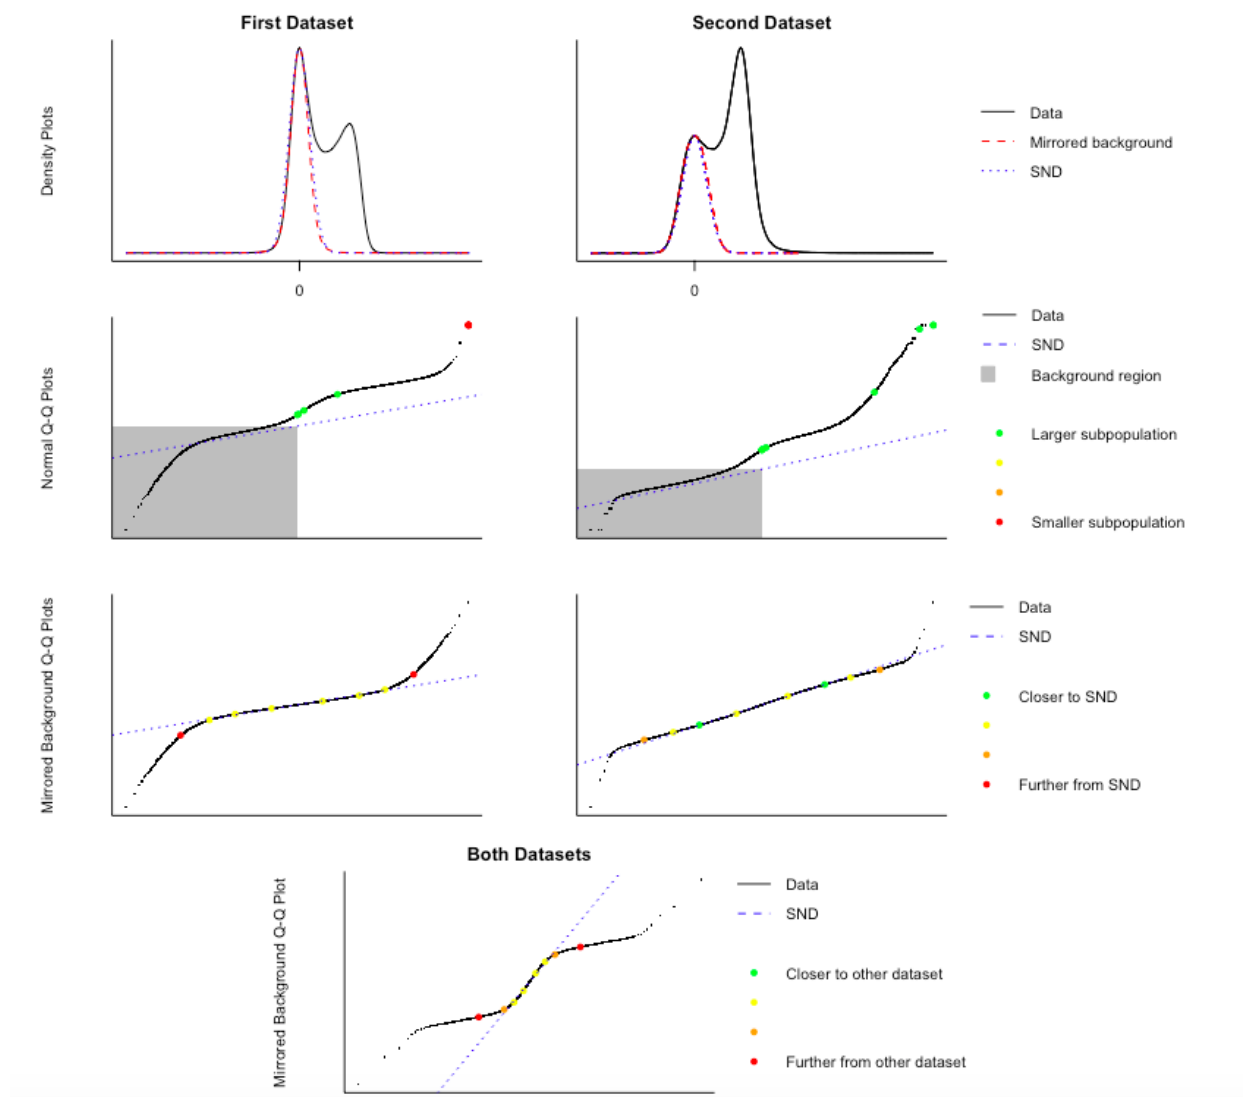 First Dataset
Second Dataset
Density Plots
Data
Mirrored background
SND
0
0
Normal Q-Q Plots
Data
SND
Background region
Larger subpopulation
Smaller subpopulation
Mirrored Background Q-Q Plots
Data
SND
Closer to SND
Further from SND
Both Datasets
Mirrored Background Q-Q Plot
Data
SND
Closer to other dataset
Further from other dataset